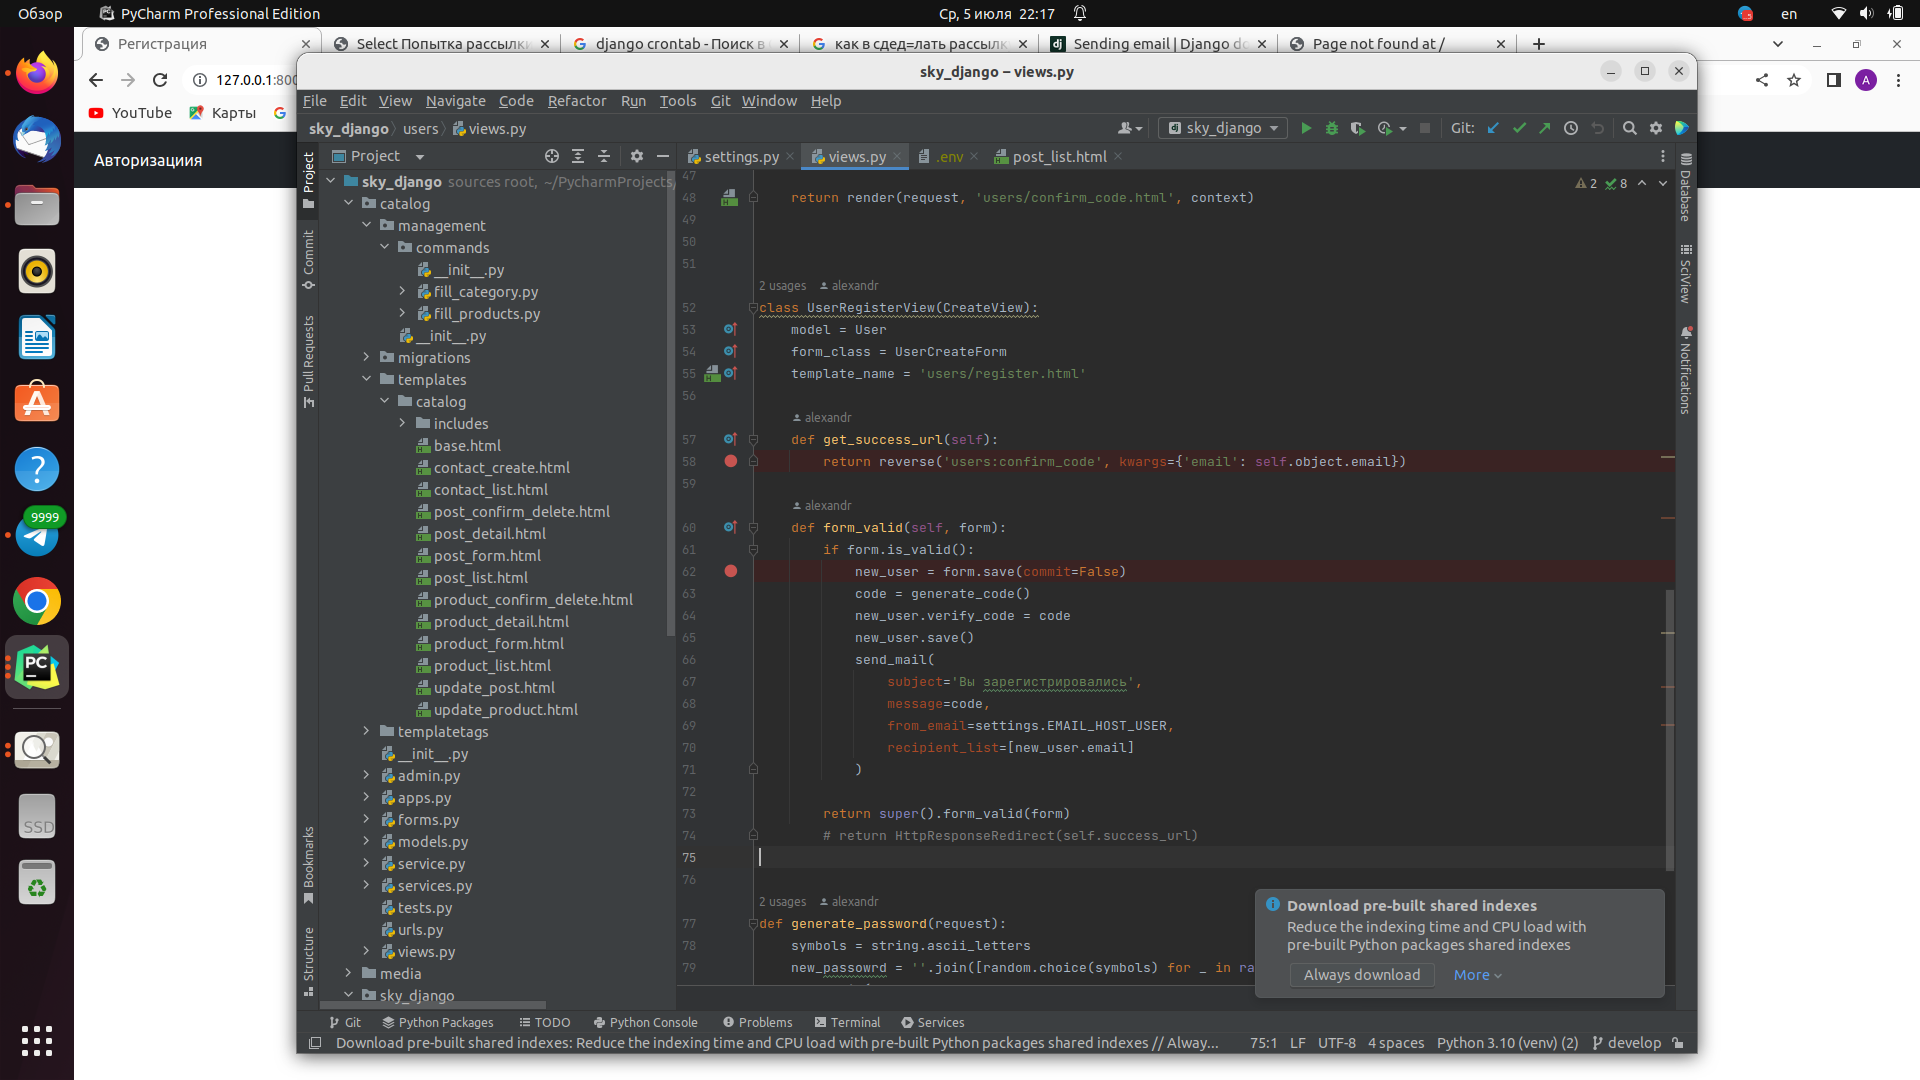 Обзор
PyCharm Professional Edition
Ср, 5 июля 22:17
en
Регистрация
Select Попытка рассылки
django crontab - Поиск в
как в сдед=лать рассылк
Sending email | Django do
Page not found at /
127.0.0.1:800
A
YouTube
Карты
Авторизациия
sky_django – views.py
File Edit View Navigate Code Refactor Run Tools Git Window Help
sky_django
users
views.py
sky_django
Git:
Project
settings.py
views.py
.env
post_list.html
Project
Commit
Pull Requests
Bookmarks
Structure
sky_django sources root, ~/PycharmProjects/
catalog
management
commands
__init__.py
fill_category.py
fill_products.py
__init__.py
migrations
templates
catalog
includes
base.html
contact_create.html
contact_list.html
post_confirm_delete.html
post_detail.html
post_form.html
post_list.html
product_confirm_delete.html
product_detail.html
product_form.html
product_list.html
update_post.html
update_product.html
templatetags
__init__.py
admin.py
apps.py
forms.py
models.py
service.py
services.py
tests.py
urls.py
views.py
media
sky_django
2 8
47
48 return render(request, 'users/confirm_code.html', context)
49
50
51
2 usages alexandr
52 class UserRegisterView(CreateView):
53 model = User
54 form_class = UserCreateForm
55 template_name = 'users/register.html'
56
alexandr
57 def get_success_url(self):
58 return reverse('users:confirm_code', kwargs={'email': self.object.email})
59
alexandr
60 def form_valid(self, form):
61 if form.is_valid():
62 new_user = form.save(commit=False)
63 code = generate_code()
64 new_user.verify_code = code
65 new_user.save()
66 send_mail(
67 subject='Вы зарегистрировались',
68 message=code,
69 from_email=settings.EMAIL_HOST_USER,
70 recipient_list=[new_user.email]
71 )
72
73 return super().form_valid(form)
74 # return HttpResponseRedirect(self.success_url)
75
76
2 usages alexandr
77 def generate_password(request):
78 symbols = string.ascii_letters
79 new_passowrd = ''.join([random.choice(symbols) for _ in ra
Database
SciView
Notifications
Download pre-built shared indexes
Reduce the indexing time and CPU load with
pre-built Python packages shared indexes
Always download
More
Git
Python Packages
TODO
Python Console
Problems
Terminal
Services
Download pre-built shared indexes: Reduce the indexing time and CPU load with pre-built Python packages shared indexes // Alway...
75:1 LF UTF-8 4 spaces Python 3.10 (venv) (2) develop
9999
PC
SSD